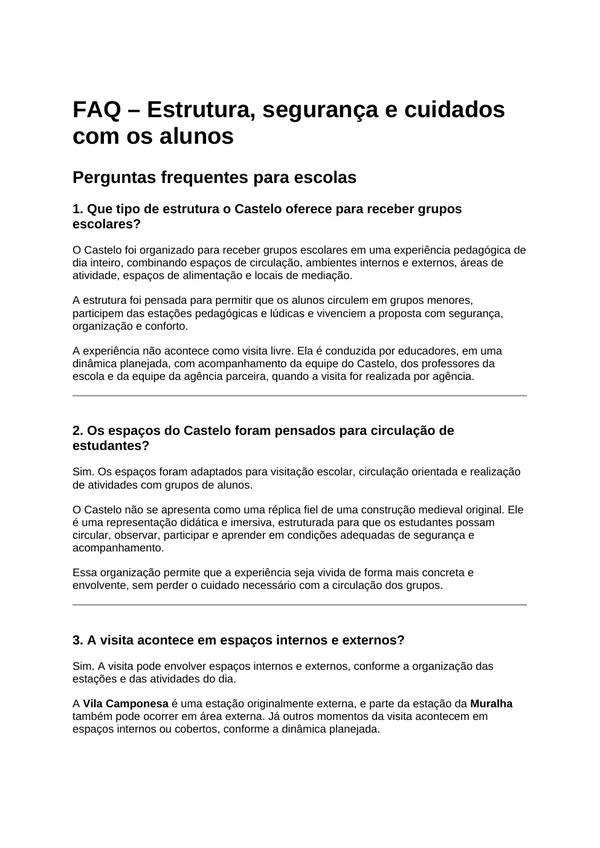 FAQ – Estrutura, segurança e cuidados
com os alunos
Perguntas frequentes para escolas
1. Que tipo de estrutura o Castelo oferece para receber grupos
escolares?
O Castelo foi organizado para receber grupos escolares em uma experiência pedagógica de
dia inteiro, combinando espaços de circulação, ambientes internos e externos, áreas de
atividade, espaços de alimentação e locais de mediação.
A estrutura foi pensada para permitir que os alunos circulem em grupos menores,
participem das estações pedagógicas e lúdicas e vivenciem a proposta com segurança,
organização e conforto.
A experiência não acontece como visita livre. Ela é conduzida por educadores, em uma
dinâmica planejada, com acompanhamento da equipe do Castelo, dos professores da
escola e da equipe da agência parceira, quando a visita for realizada por agência.
2. Os espaços do Castelo foram pensados para circulação de
estudantes?
Sim. Os espaços foram adaptados para visitação escolar, circulação orientada e realização
de atividades com grupos de alunos.
O Castelo não se apresenta como uma réplica fiel de uma construção medieval original. Ele
é uma representação didática e imersiva, estruturada para que os estudantes possam
circular, observar, participar e aprender em condições adequadas de segurança e
acompanhamento.
Essa organização permite que a experiência seja vivida de forma mais concreta e
envolvente, sem perder o cuidado necessário com a circulação dos grupos.
3. A visita acontece em espaços internos e externos?
Sim. A visita pode envolver espaços internos e externos, conforme a organização das
estações e das atividades do dia.
A Vila Camponesa é uma estação originalmente externa, e parte da estação da Muralha
também pode ocorrer em área externa. Já outros momentos da visita acontecem em
espaços internos ou cobertos, conforme a dinâmica planejada.